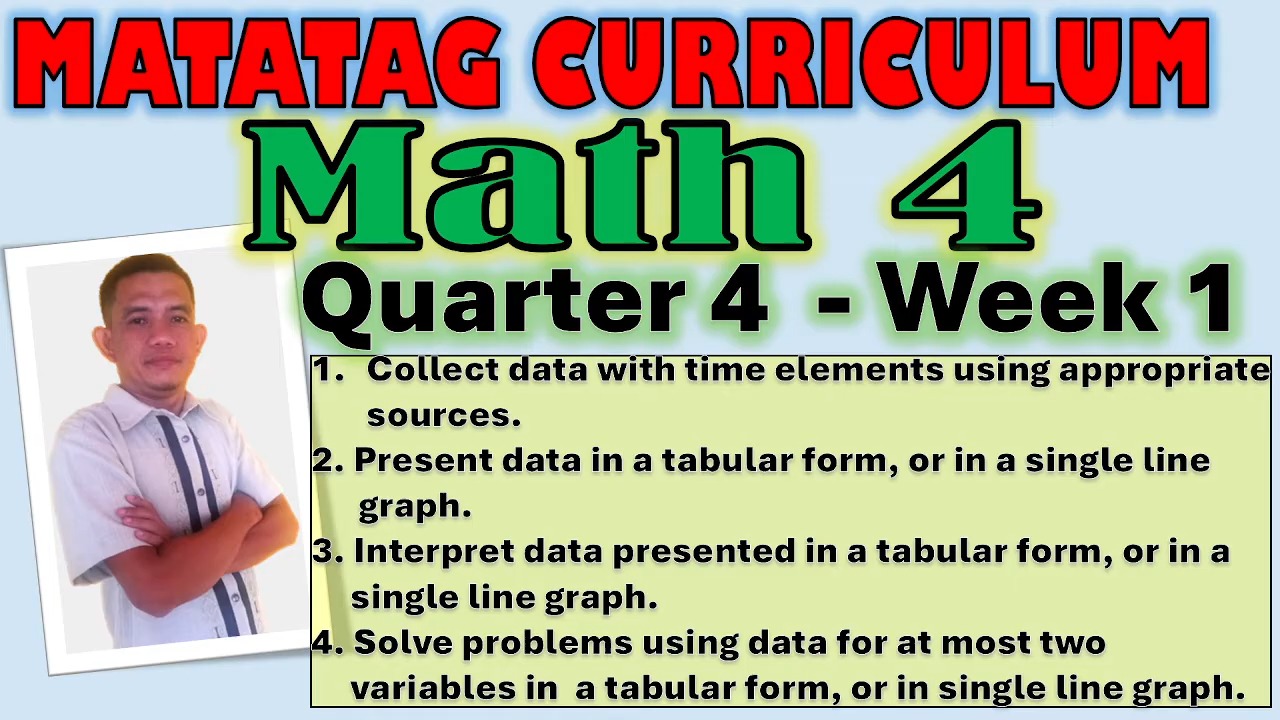 MATATAG CURRICULUM
Math 4
Quarter 4 - Week 1
1. Collect data with time elements using appropriate
sources.
2. Present data in a tabular form, or in a single line
graph.
3. Interpret data presented in a tabular form, or in a
single line graph.
4. Solve problems using data for at most two
variables in a tabular form, or in single line graph.